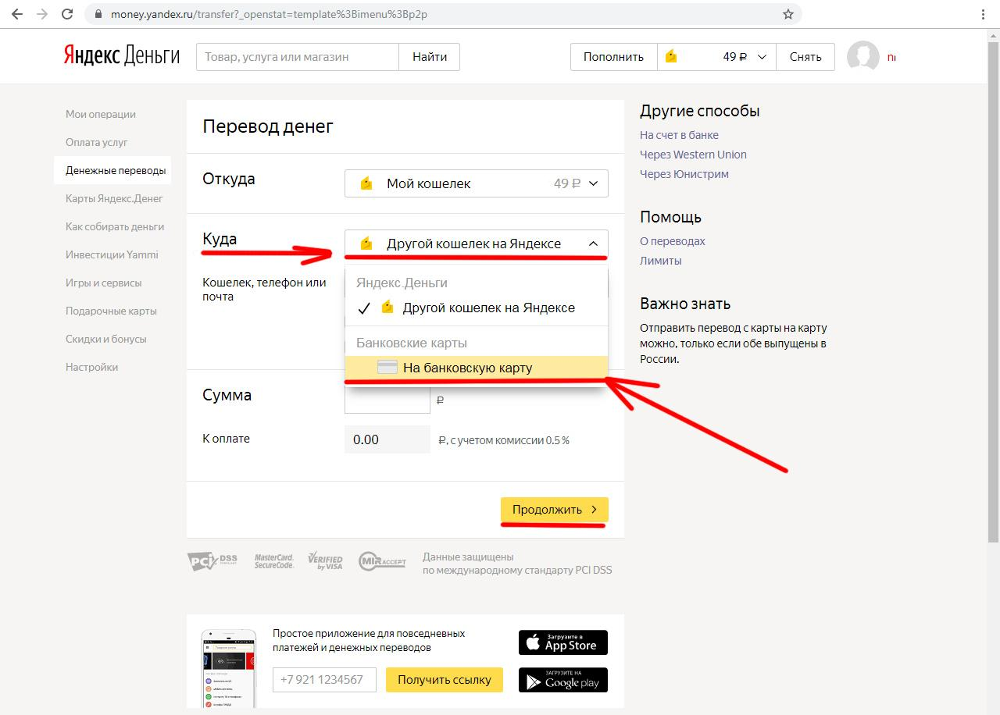 money.yandex.ru/transfer?_openstat=template%3Bimenu%3Bp2p
Яндекс Деньги
Товар, услуга или магазин
Найти
Пополнить
49 ₽
Снять
Мои операции
Оплата услуг
Денежные переводы
Карты Яндекс.Денег
Как собирать деньги
Инвестиции Yammi
Игры и сервисы
Подарочные карты
Скидки и бонусы
Настройки
Перевод денег
Откуда
Мой кошелек
49 ₽
Куда
Другой кошелек на Яндексе
Кошелек, телефон или
почта
Яндекс.Деньги
Другой кошелек на Яндексе
Банковские карты
На банковскую карту
Сумма
₽
К оплате
0.00
₽, с учетом комиссии 0.5 %
Продолжить
Другие способы
На счет в банке
Через Western Union
Через Юнистрим
Помощь
О переводах
Лимиты
Важно знать
Отправить перевод с карты на карту
можно, только если обе выпущены в
России.
PCI DSS
COMPLIANT
MasterCard.
SecureCode.
VERIFIED
by VISA
MIR ACCEPT
Данные защищены
по международному стандарту PCI DSS
Простое приложение для повседневных
платежей и денежных переводов
+7 921 1234567
Получить ссылку
Загрузите в
App Store
ЗАГРУЗИТЕ НА
Google play